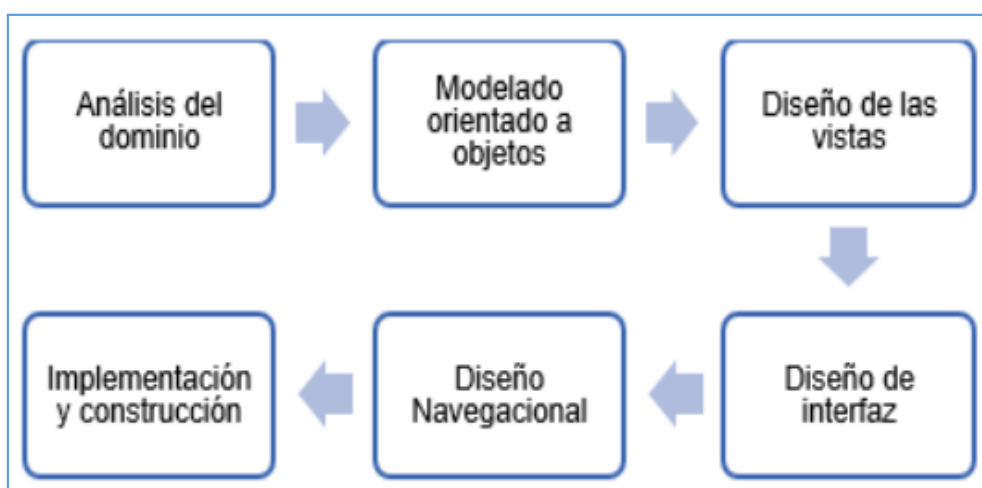 Análisis del
dominio
Modelado
orientado a
objetos
Diseño de las
vistas
Diseño de
interfaz
Diseño
Navegacional
Implementación
y construcción